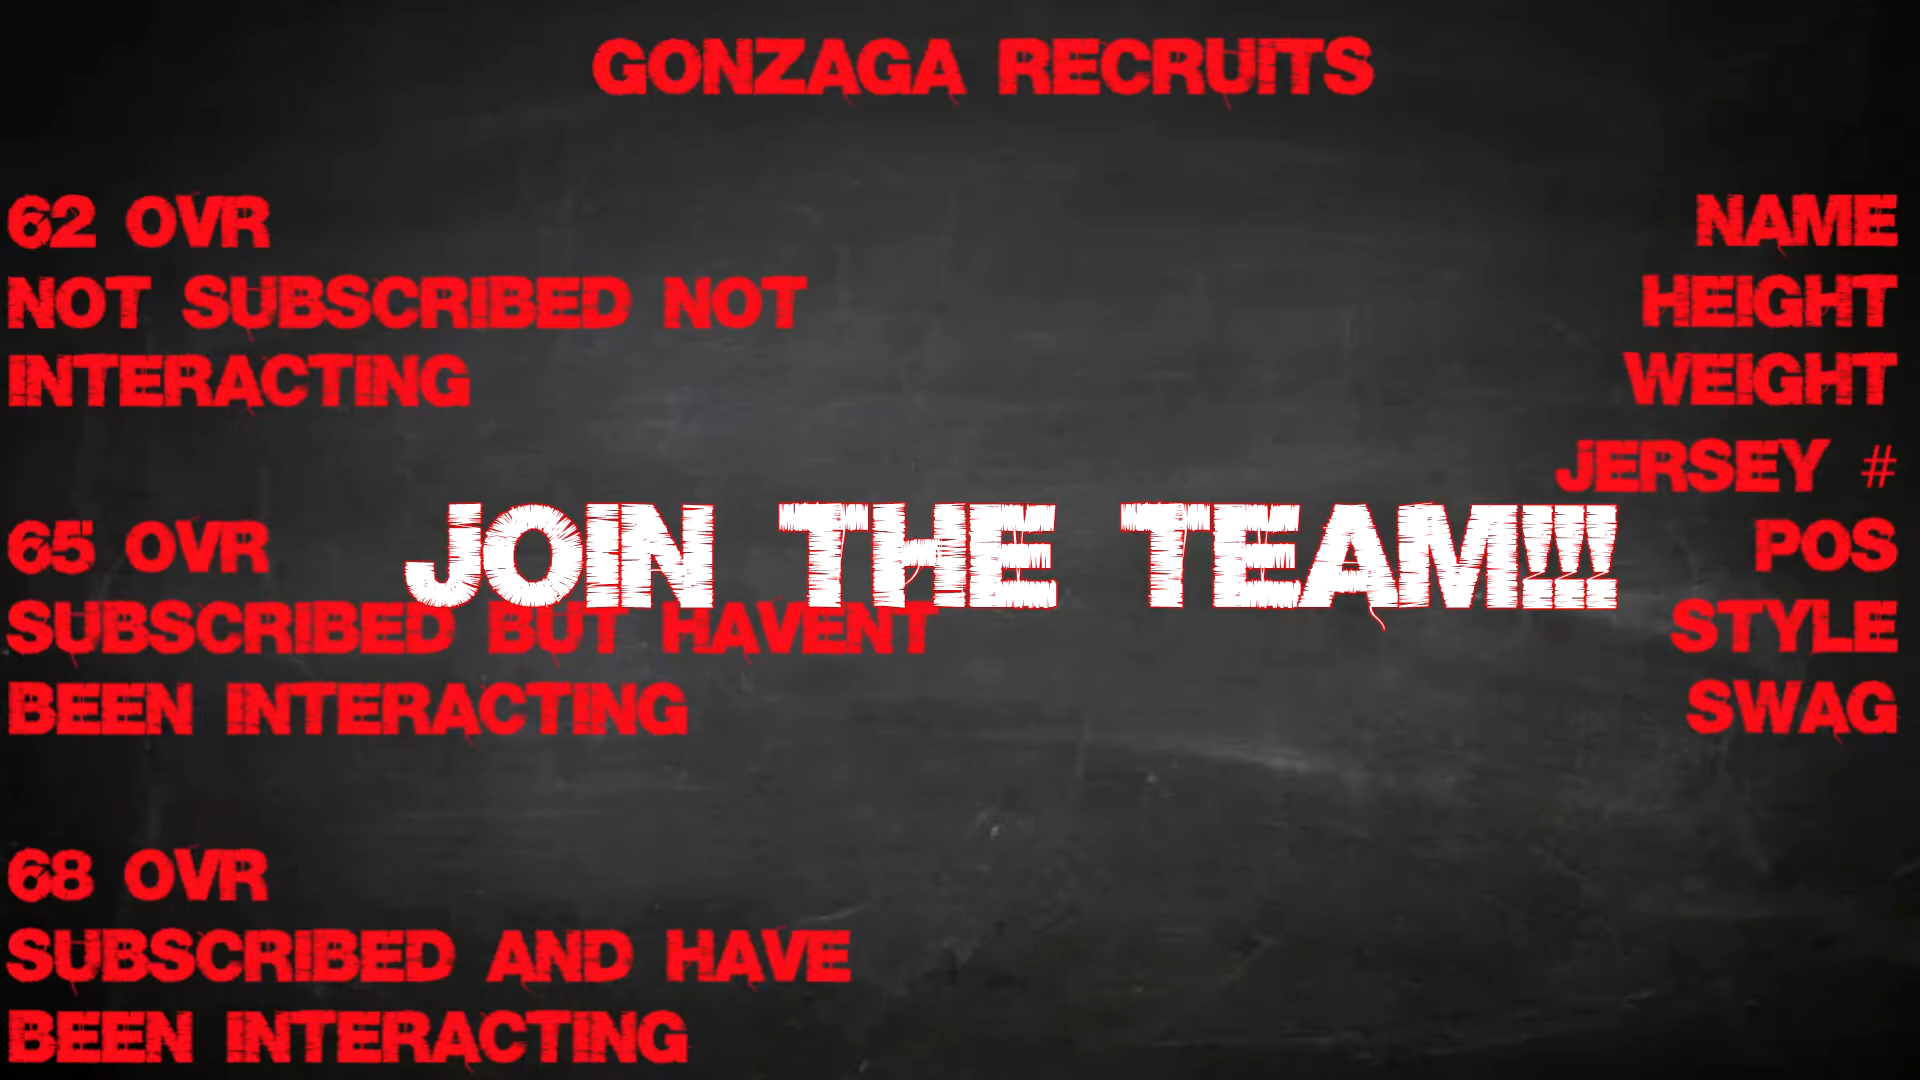 GONZAGA RECRUITS
62 OVR
NOT SUBSCRIBED NOT
INTERACTING
65 OVR
SUBSCRIBED BUT HAVENT
BEEN INTERACTING
68 OVR
SUBSCRIBED AND HAVE
BEEN INTERACTING
JOIN THE TEAM!!!
NAME
HEIGHT
WEIGHT
JERSEY #
POS
STYLE
SWAG